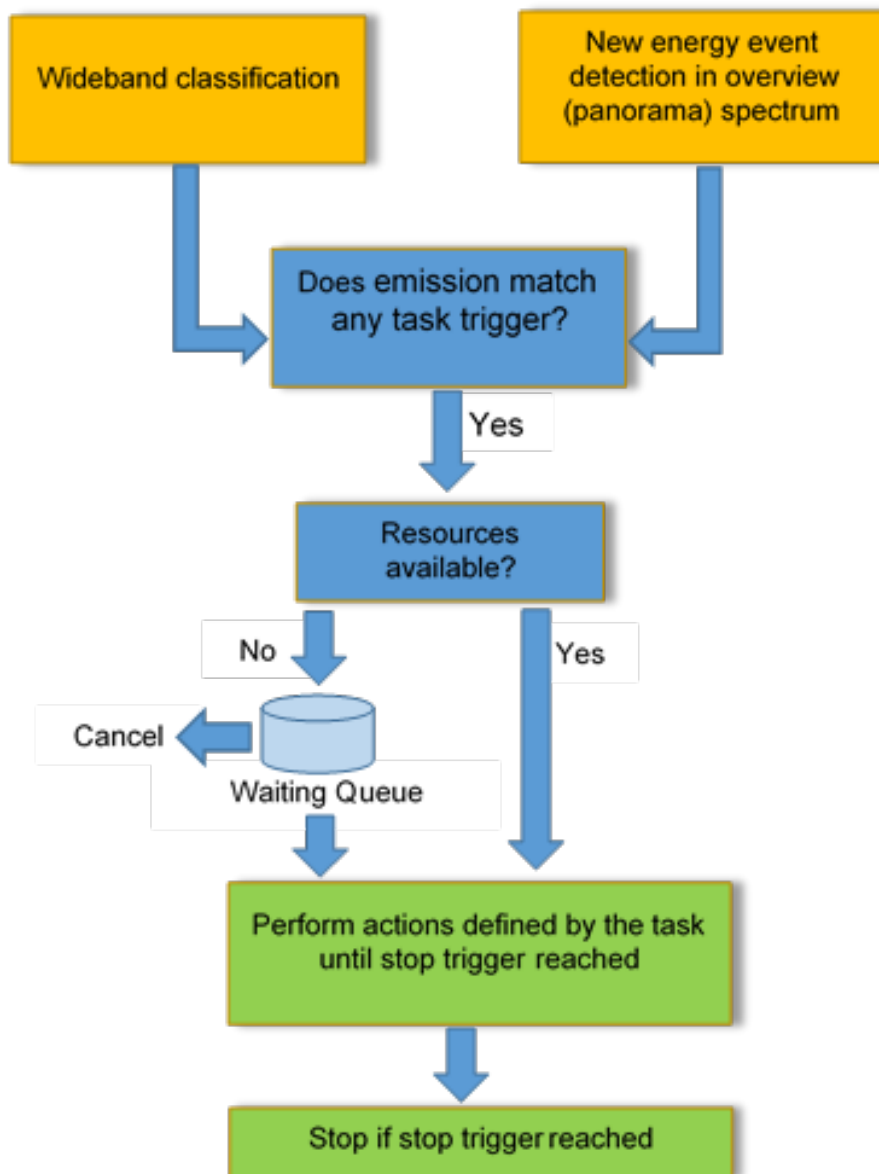 Wideband classification
New energy event
detection in overview
(panorama) spectrum
Does emission match
any task trigger?
Yes
Resources
available?
No
Yes
Cancel
Waiting Queue
Perform actions defined by the task
until stop trigger reached
Stop if stop trigger reached